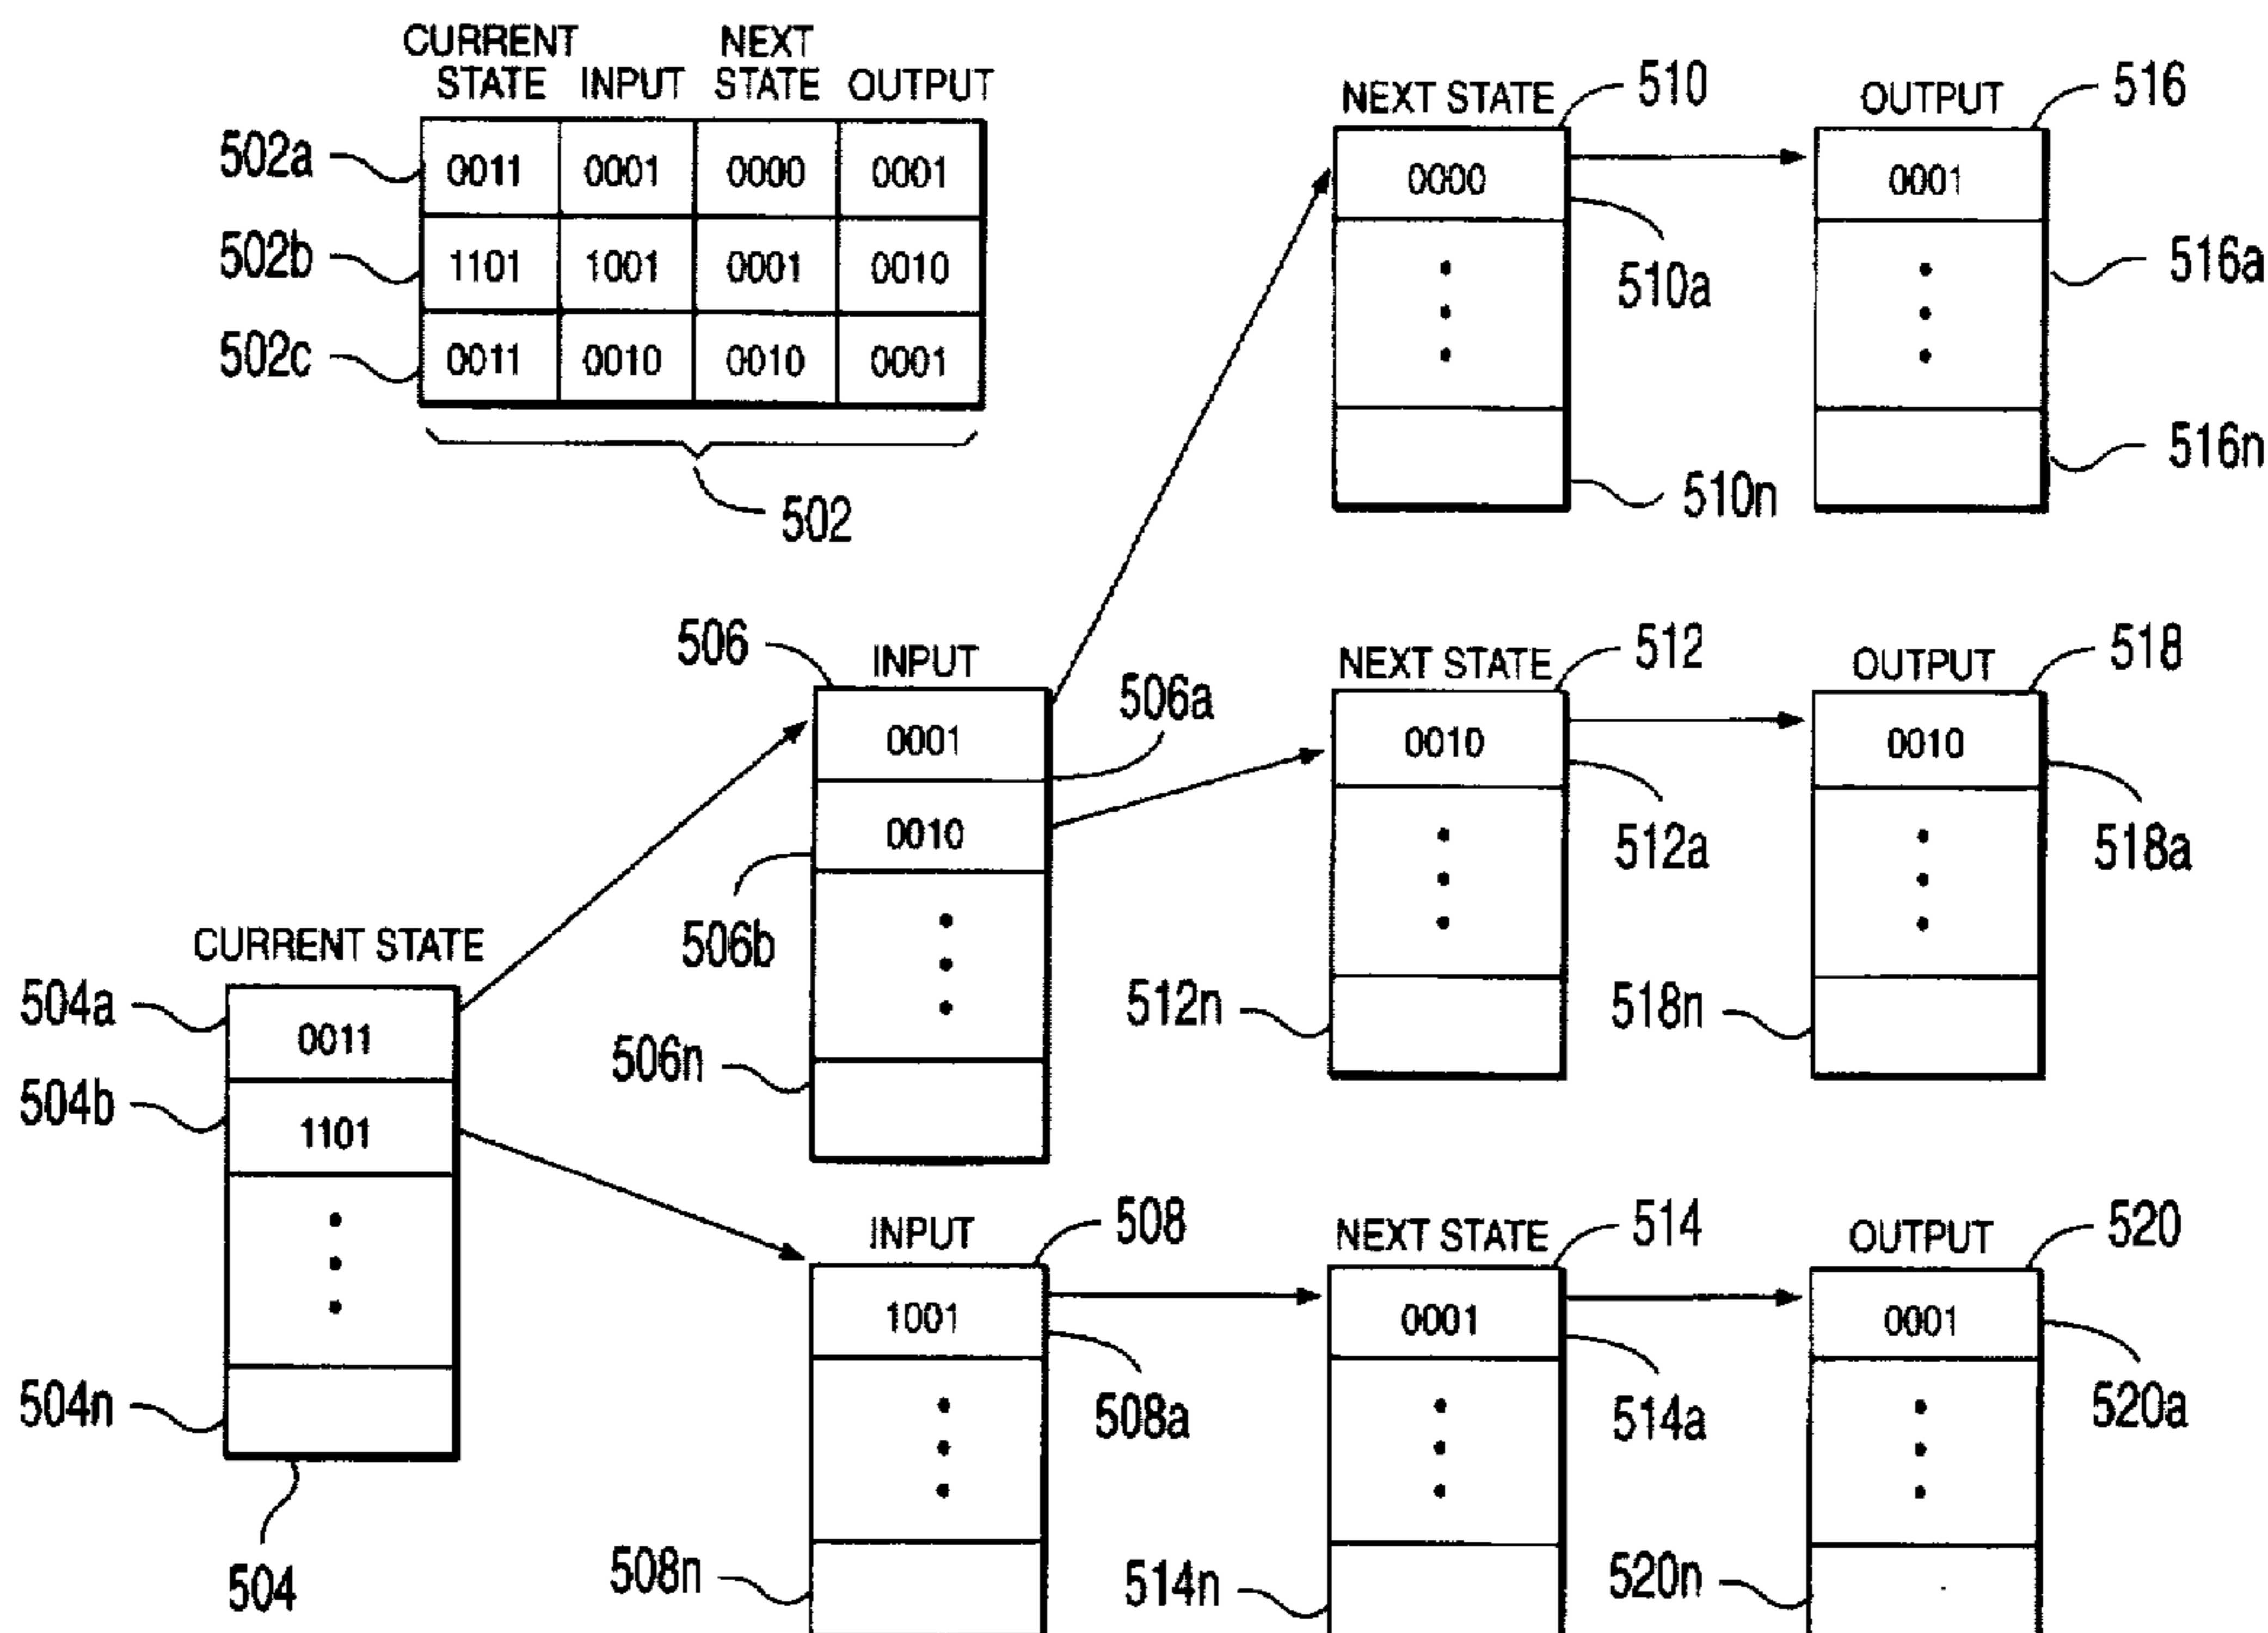 CURRENT STATE INPUT NEXT STATE OUTPUT
502a 0011 0001 0000 0001
502b 1101 1001 0001 0010
502c 0011 0010 0010 0001
502
NEXT STATE 510
0000
510a
510n
OUTPUT 516
0001
516a
516n
506 INPUT
0001
506a
0010
506b
506n
NEXT STATE 512
0010
512a
512n
OUTPUT 518
0010
518a
518n
CURRENT STATE
504a 0011
504b 1101
504n
504
INPUT 508
1001
508a
508n
NEXT STATE 514
0001
514a
514n
OUTPUT 520
0001
520a
520n